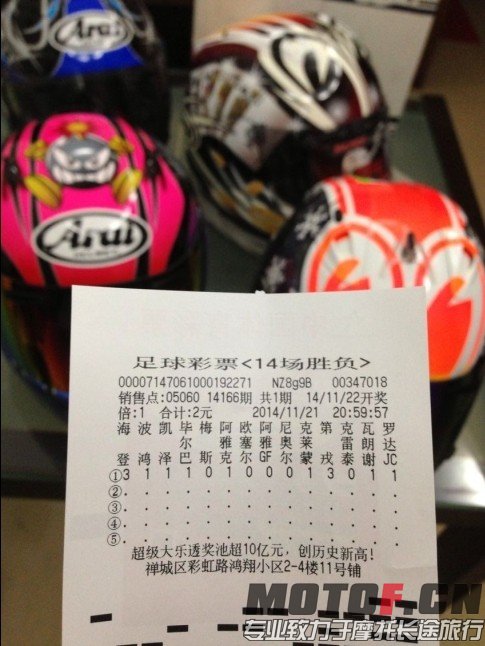 Arai
Arai
足球彩票<14场胜负>
0000714706100019​2271 NZ8g9B 00347018
销售点:05060 14166期 共1期 14/11/22开奖
倍:1 合计:2元 2014/11/21 20:59:57
海 波 凯 毕 梅 阿 欧 阿 尼 克 第 克 瓦 罗
尔 雅 塞 雅 奥 莱 雷 朗 达
登 鸿 泽 巴 斯 克 尔 GF 尔 蒙 戎 泰 谢 JC
①3 1 1 1 0 1 0 0 0 1 3 0 1 1
②. . . . . . . . . . . . . .
③. . . . . . . . . . . . . .
④. . . . . . . . . . . . . .
⑤. . . . . . . . . . . . . .
超级大乐透奖池超10亿元，创历史新高！
禅城区彩虹路鸿翔小区2-4楼11号铺
MOTOF.CN
专业致力于摩托长途旅行